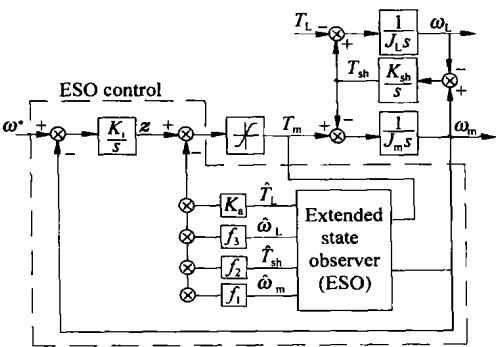 T_L − + 1 / J_L s ω_L
T_sh K_sh / s − +
ESO control
ω* + − K_i / s z + − T_m + − 1 / J_m s ω_m
K_a T̂_L
f_3 ω̂_L
f_2 T̂_sh
f_1 ω̂_m
Extended
state
observer
(ESO)